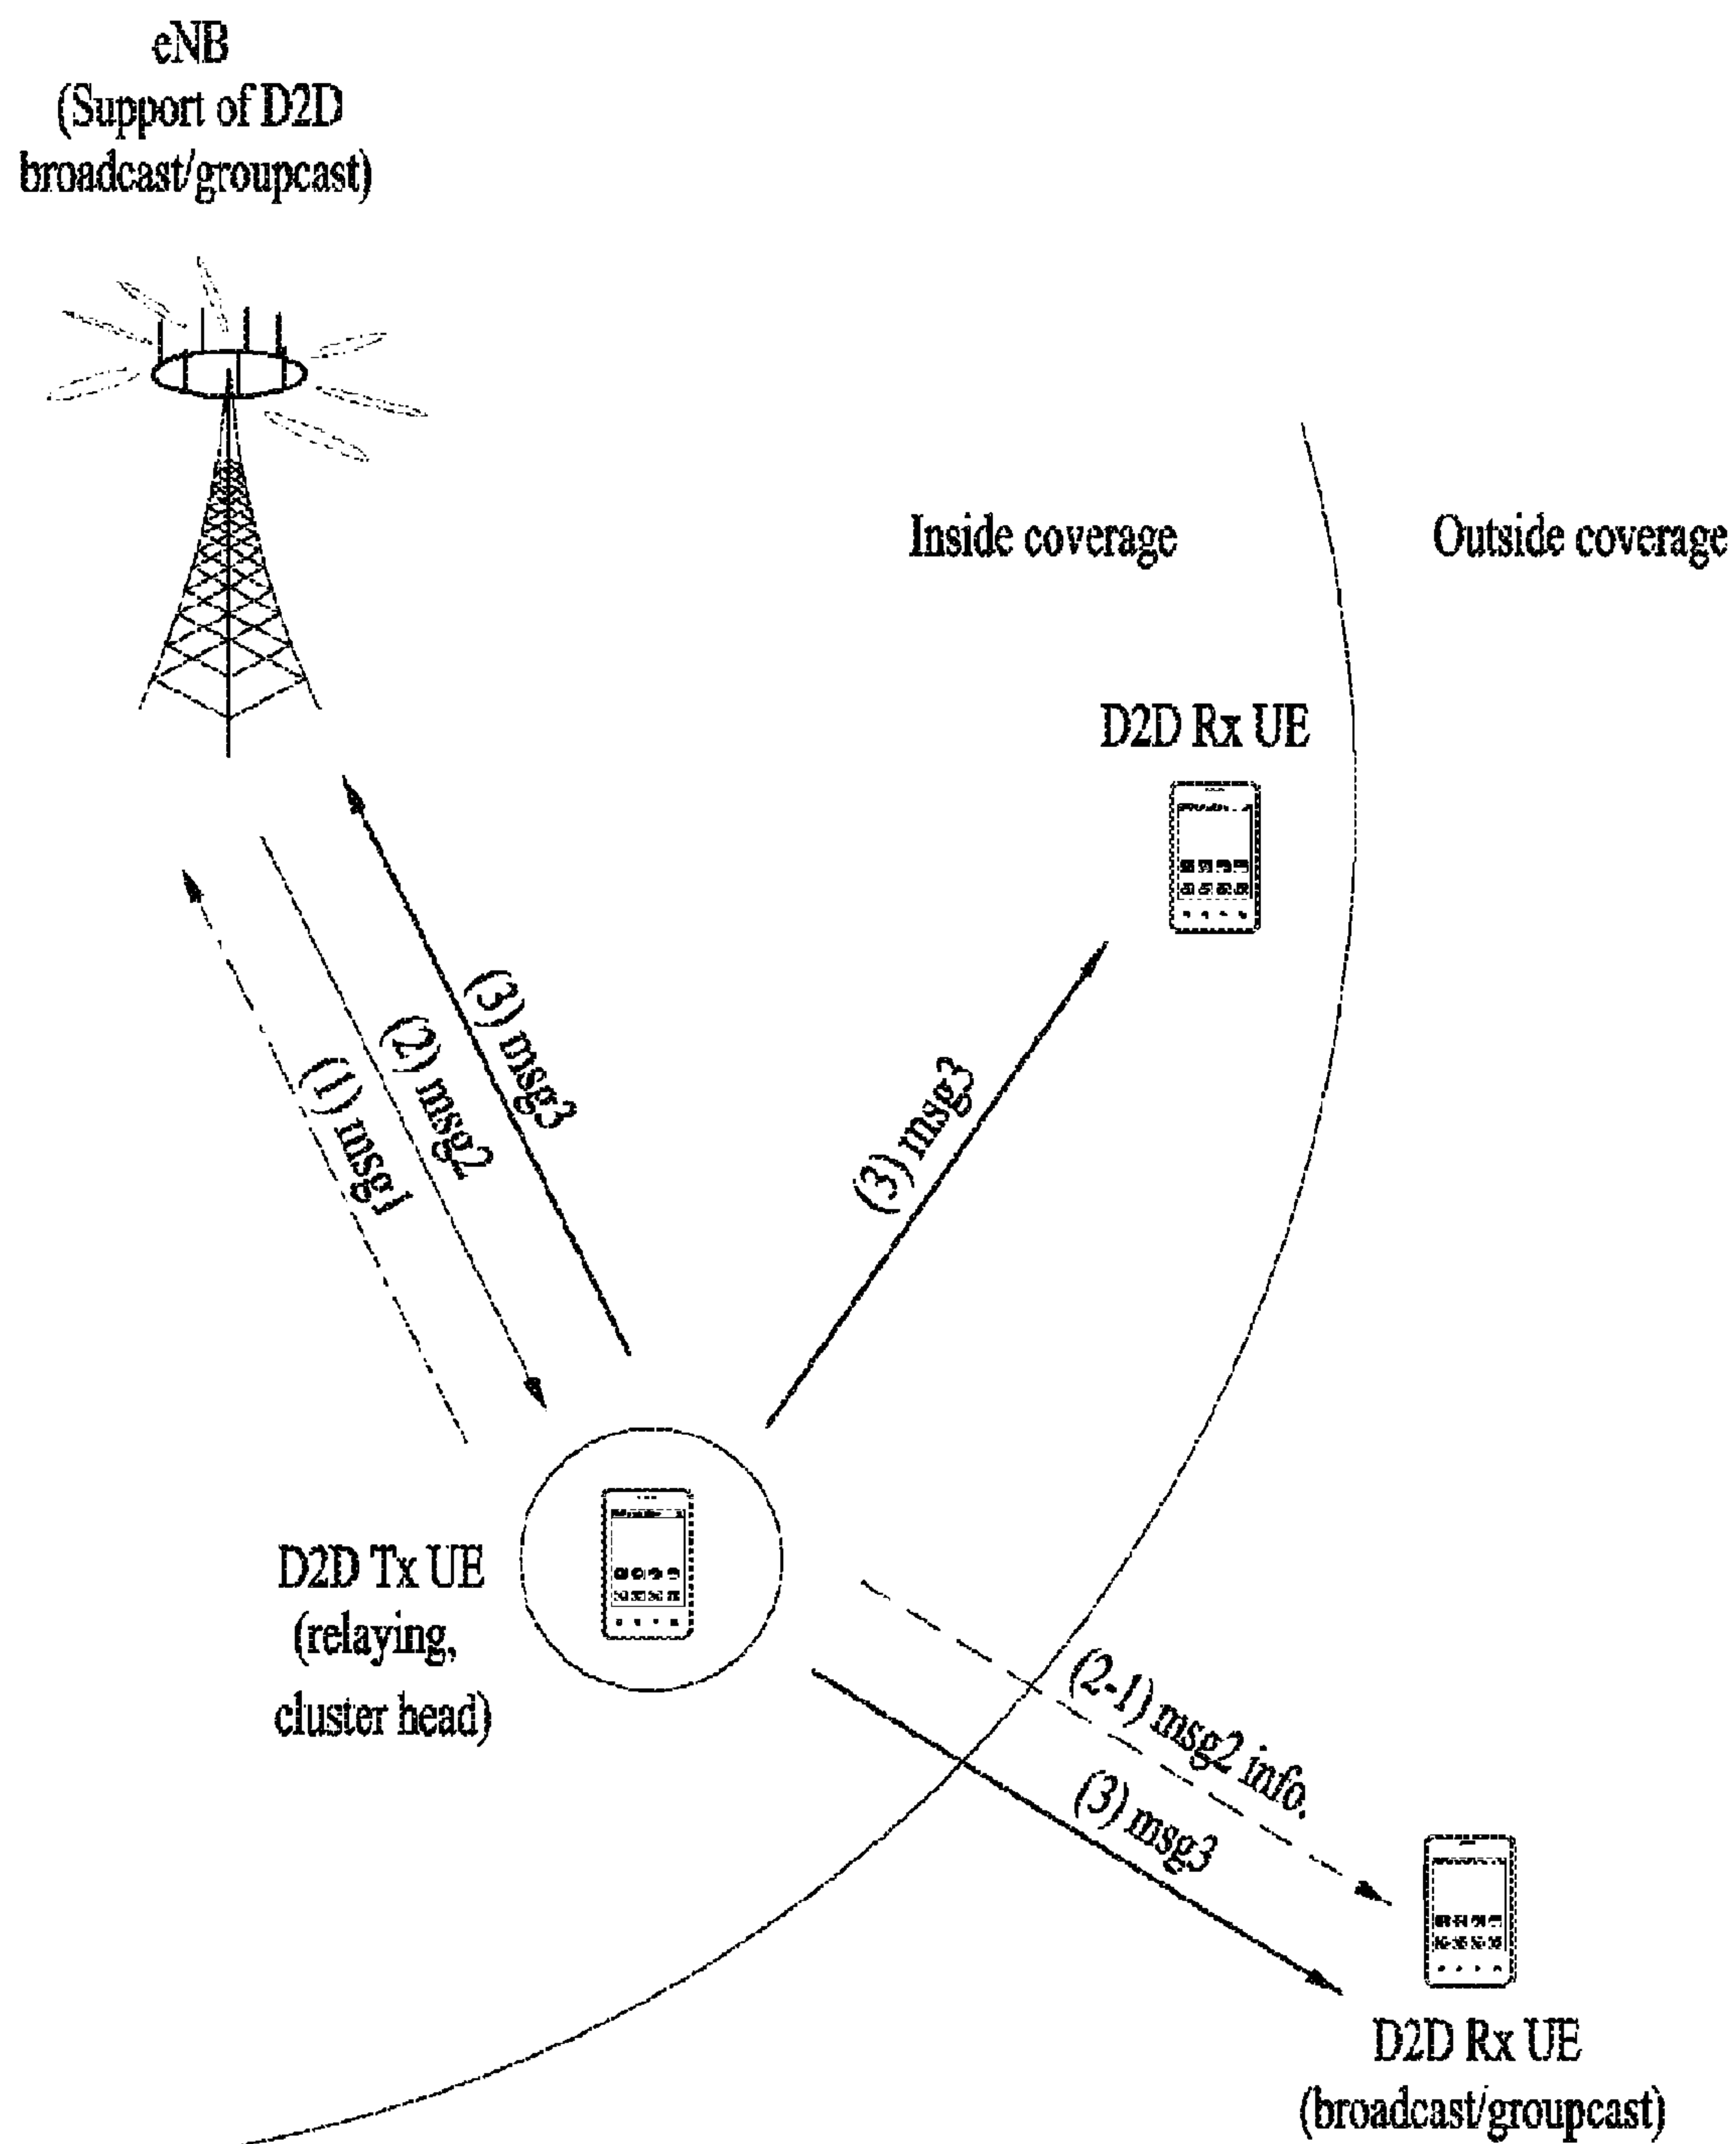 eNB
(Support of D2D
broadcast/groupcast)
Inside coverage
Outside coverage
D2D Rx UE
(3) msg3
(2) msg2
(1) msg1
(3) msg3
D2D Tx UE
(relaying,
cluster head)
(2-1) msg2 info.
(3) msg3
D2D Rx UE
(broadcast/groupcast)